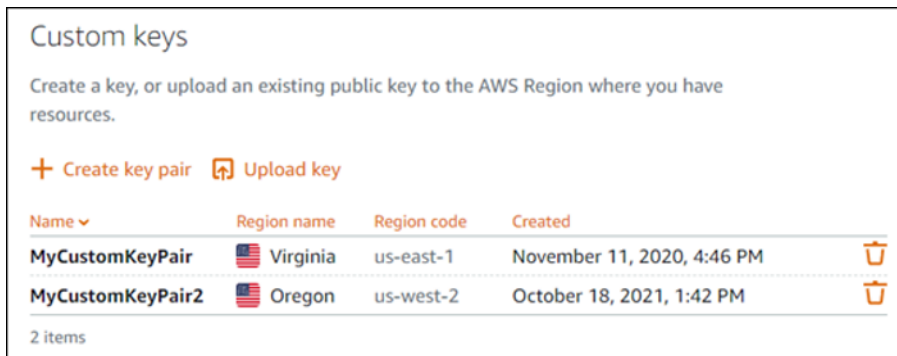 Custom keys
Create a key, or upload an existing public key to the AWS Region where you have
resources.
Create key pair Upload key
Name Region name Region code Created
MyCustomKeyPair Virginia us-east-1 November 11, 2020, 4:46 PM
MyCustomKeyPair2 Oregon us-west-2 October 18, 2021, 1:42 PM
2 items